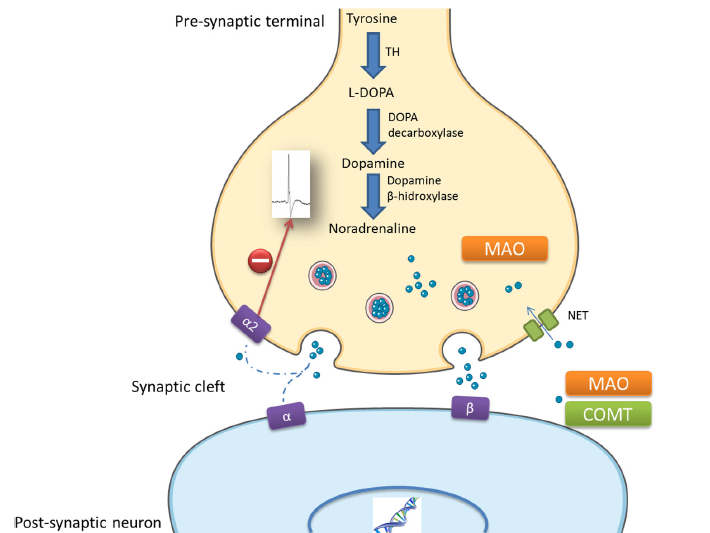 Pre-synaptic terminal
Tyrosine
TH
L-DOPA
DOPA
decarboxylase
Dopamine
Dopamine
β-hidroxylase
Noradrenaline
MAO
α2
NET
Synaptic cleft
MAO
α
β
COMT
Post-synaptic neuron